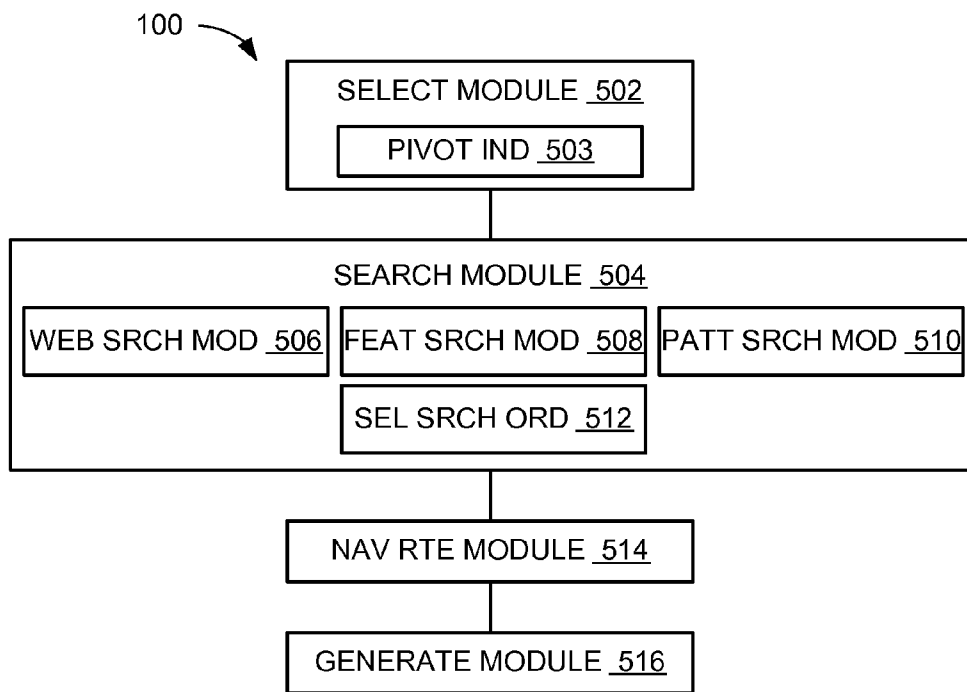 100
SELECT MODULE 502
PIVOT IND 503
SEARCH MODULE 504
WEB SRCH MOD 506
FEAT SRCH MOD 508
PATT SRCH MOD 510
SEL SRCH ORD 512
NAV RTE MODULE 514
GENERATE MODULE 516